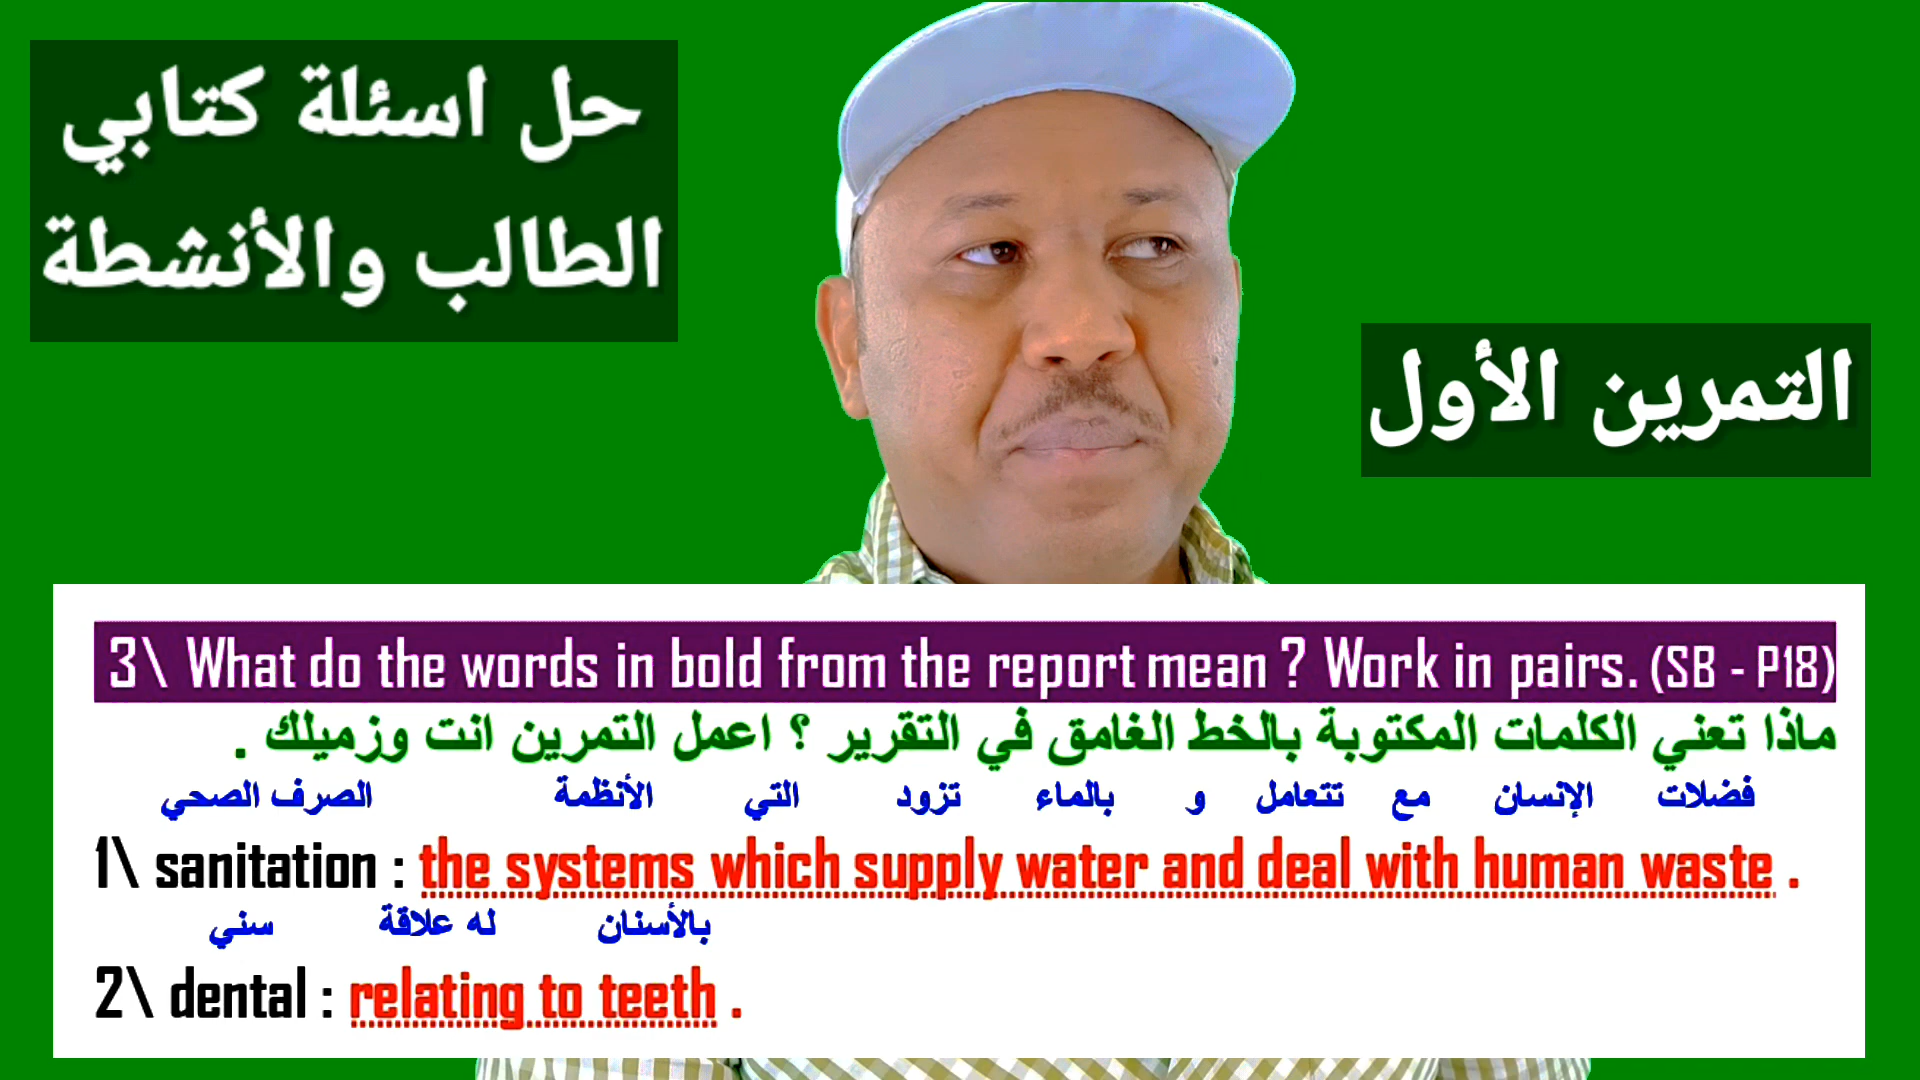 حل اسئلة كتابي
الطالب والأنشطة
التمرين الأول
3\ What do the words in bold from the report mean ? Work in pairs. (SB - P18)
ماذا تعني الكلمات المكتوبة بالخط الغامق في التقرير ؟ اعمل التمرين انت وزميلك .
الصرف الصحي الأنظمة التي تزود بالماء و تتعامل مع الإنسان فضلات
1\ sanitation : the systems which supply water and deal with human waste .
سني له علاقة بالأسنان
2\ dental : relating to teeth .